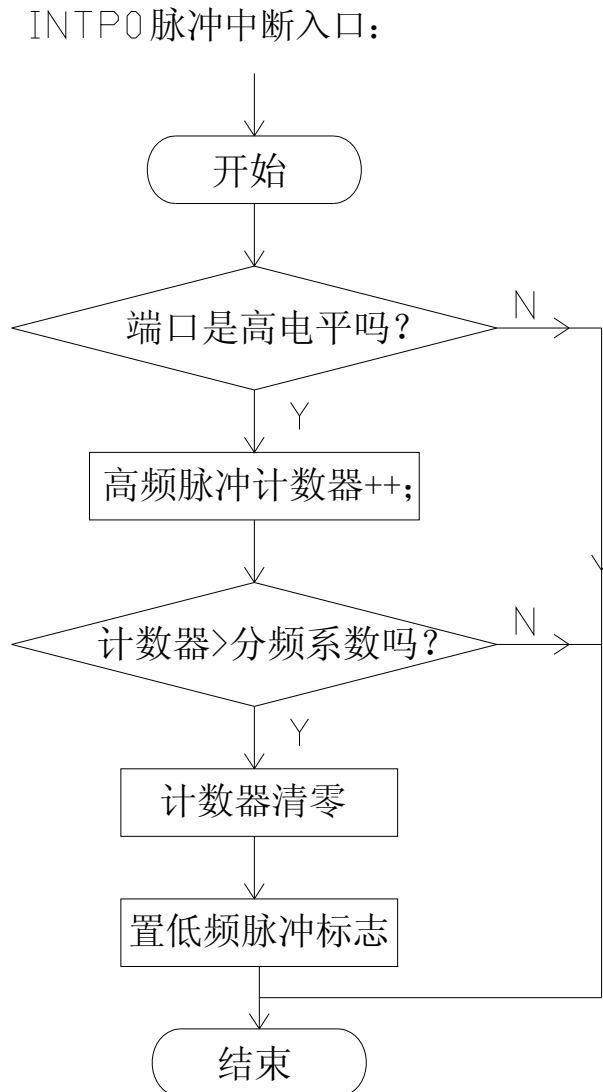 INTP0脉冲中断入口：
开始
端口是高电平吗？
N
Y
高频脉冲计数器++；
计数器>分频系数吗？
N
Y
计数器清零
置低频脉冲标志
结束